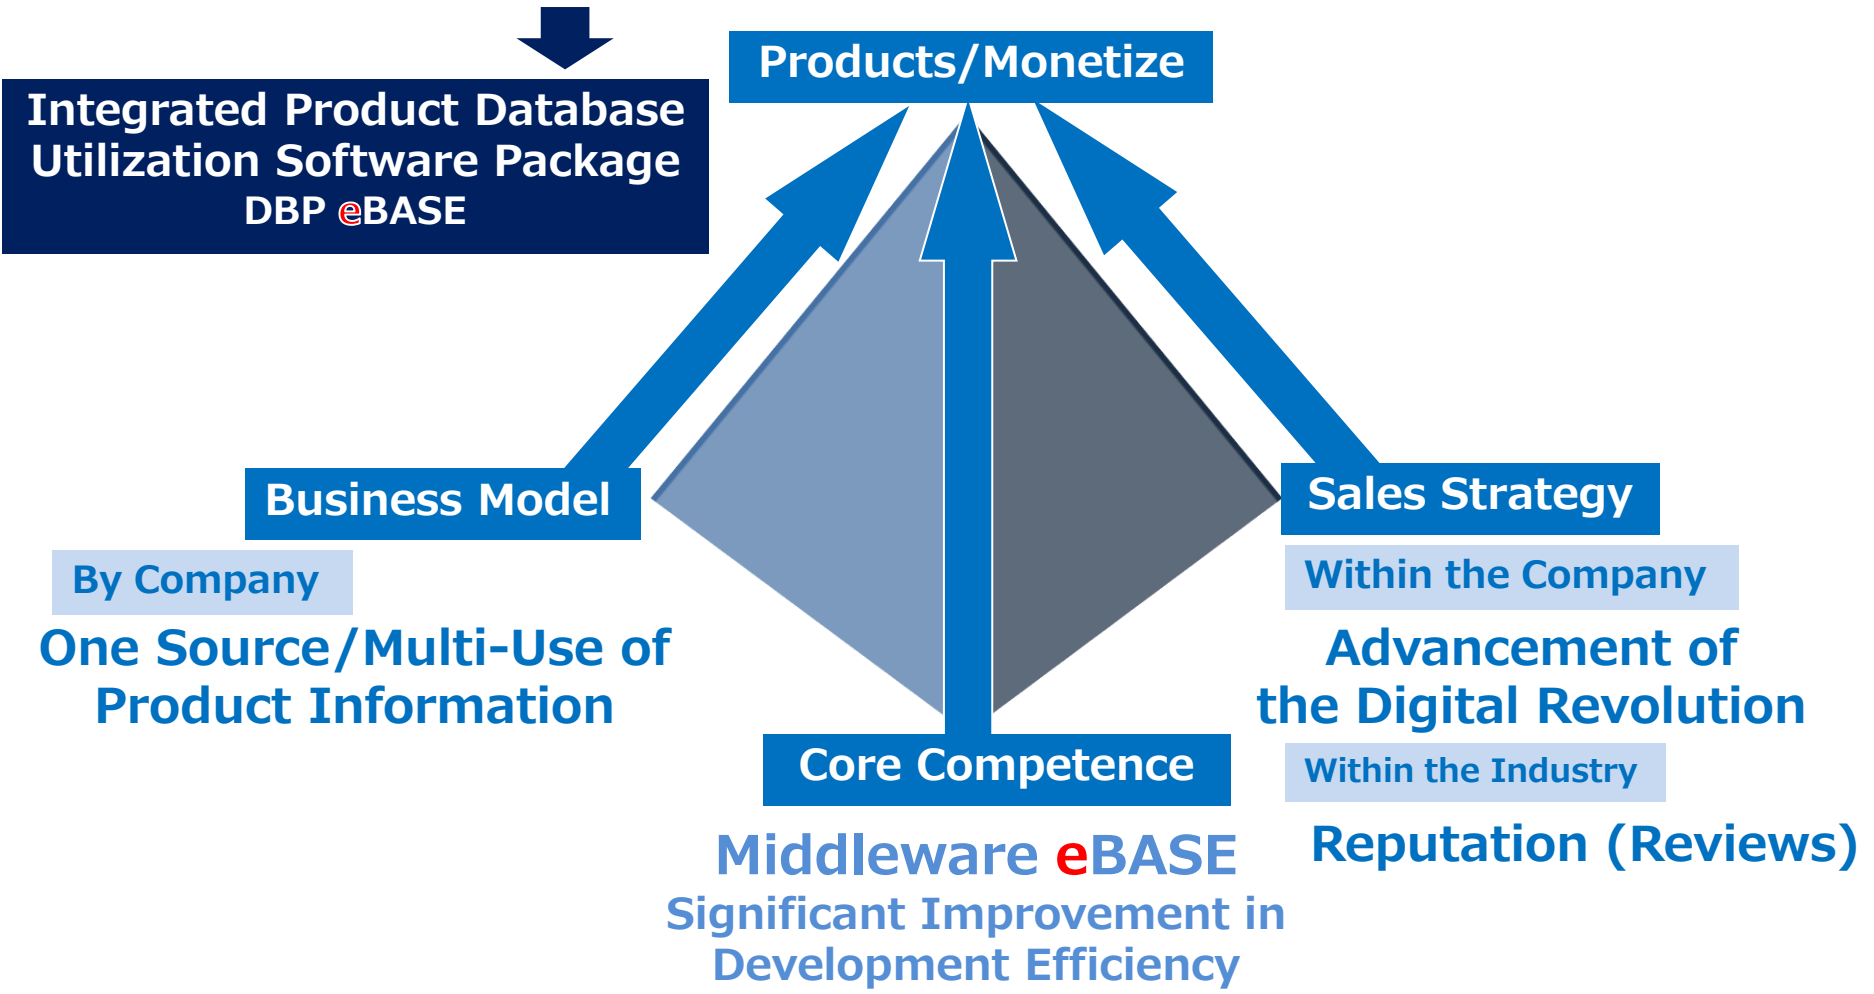 Products/Monetize
Integrated Product Database
Utilization Software Package
DBP eBASE
Business Model
By Company
One Source/Multi-Use of
Product Information
Sales Strategy
Within the Company
Advancement of
the Digital Revolution
Within the Industry
Reputation (Reviews)
Core Competence
Middleware eBASE
Significant Improvement in
Development Efficiency